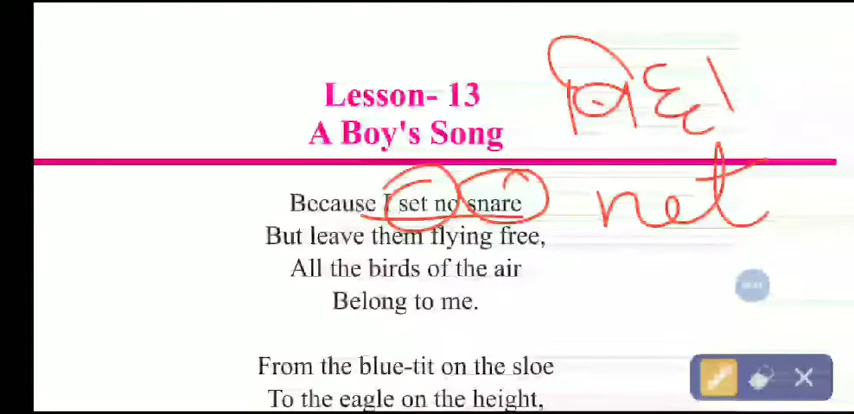 Lesson- 13
A Boy's Song
Because I set no snare
net
But leave them flying free,
All the birds of the air
Belong to me.
From the blue-tit on the sloe
To the eagle on the height,